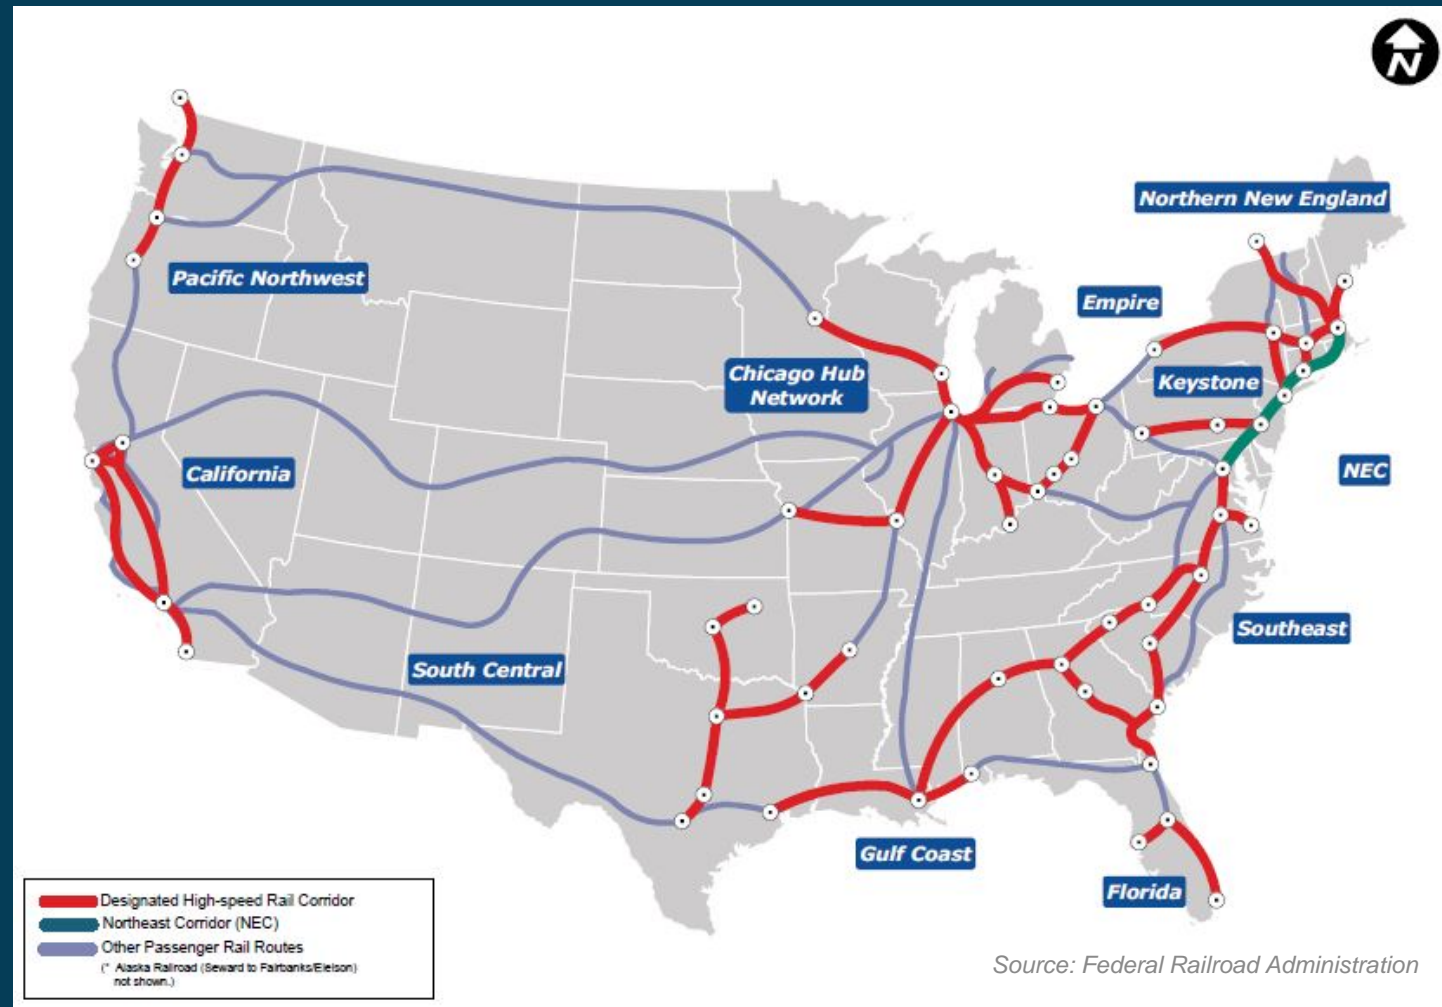 N
Northern New England
Pacific Northwest
Empire
Chicago Hub
Network
Keystone
California
NEC
Southeast
South Central
Gulf Coast
Florida
Designated High-speed Rail Corridor
Northeast Corridor (NEC)
Other Passenger Rail Routes
(* Alaska Railroad (Seward to Fairbanks/Eielson)
not shown.)
Source: Federal Railroad Administration